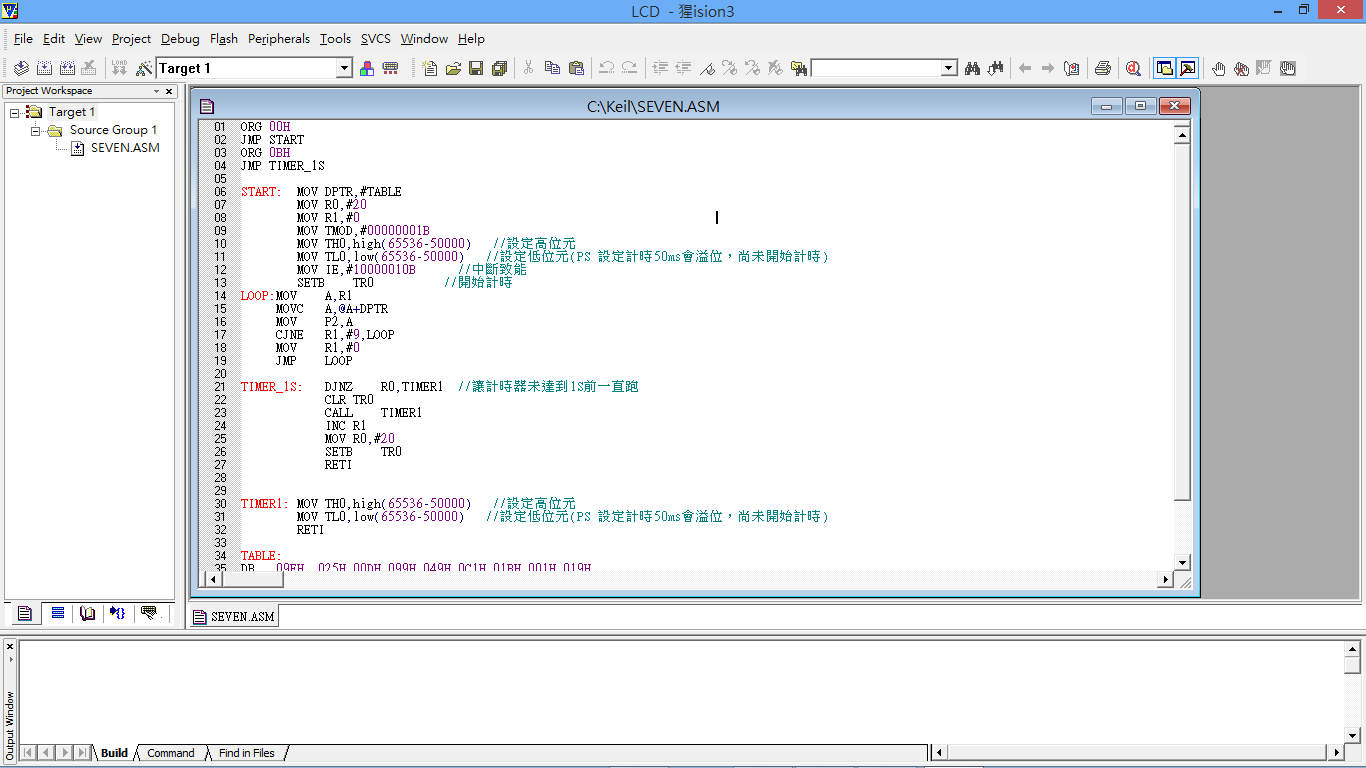 LCD - 猩ision3
File Edit View Project Debug Flash Peripherals Tools SVCS Window Help
LOAD
Target 1
Project Workspace
Target 1
Source Group 1
SEVEN.ASM
C:\Keil\SEVEN.ASM
01 ORG 00H
02 JMP START
03 ORG 0BH
04 JMP TIMER_1S
05
06 START: MOV DPTR,#TABLE
07 MOV R0,#20
08 MOV R1,#0
09 MOV TMOD,#00000001B
10 MOV TH0,high(65536-50000) //設定高位元
11 MOV TL0,low(65536-50000) //設定低位元(PS 設定計時50ms會溢位，尚未開始計時)
12 MOV IE,#10000010B //中斷致能
13 SETB TR0 //開始計時
14 LOOP:MOV A,R1
15 MOVC A,@A+DPTR
16 MOV P2,A
17 CJNE R1,#9,LOOP
18 MOV R1,#0
19 JMP LOOP
20
21 TIMER_1S: DJNZ R0,TIMER1 //讓計時器未達到1S前一直跑
22 CLR TR0
23 CALL TIMER1
24 INC R1
25 MOV R0,#20
26 SETB TR0
27 RETI
28
29
30 TIMER1: MOV TH0,high(65536-50000) //設定高位元
31 MOV TL0,low(65536-50000) //設定低位元(PS 設定計時50ms會溢位，尚未開始計時)
32 RETI
33
34 TABLE:
35 DB 09FH, 025H,00DH,099H,049H,0C1H,01BH,001H,019H
SEVEN.ASM
Output Window
Build Command Find in Files